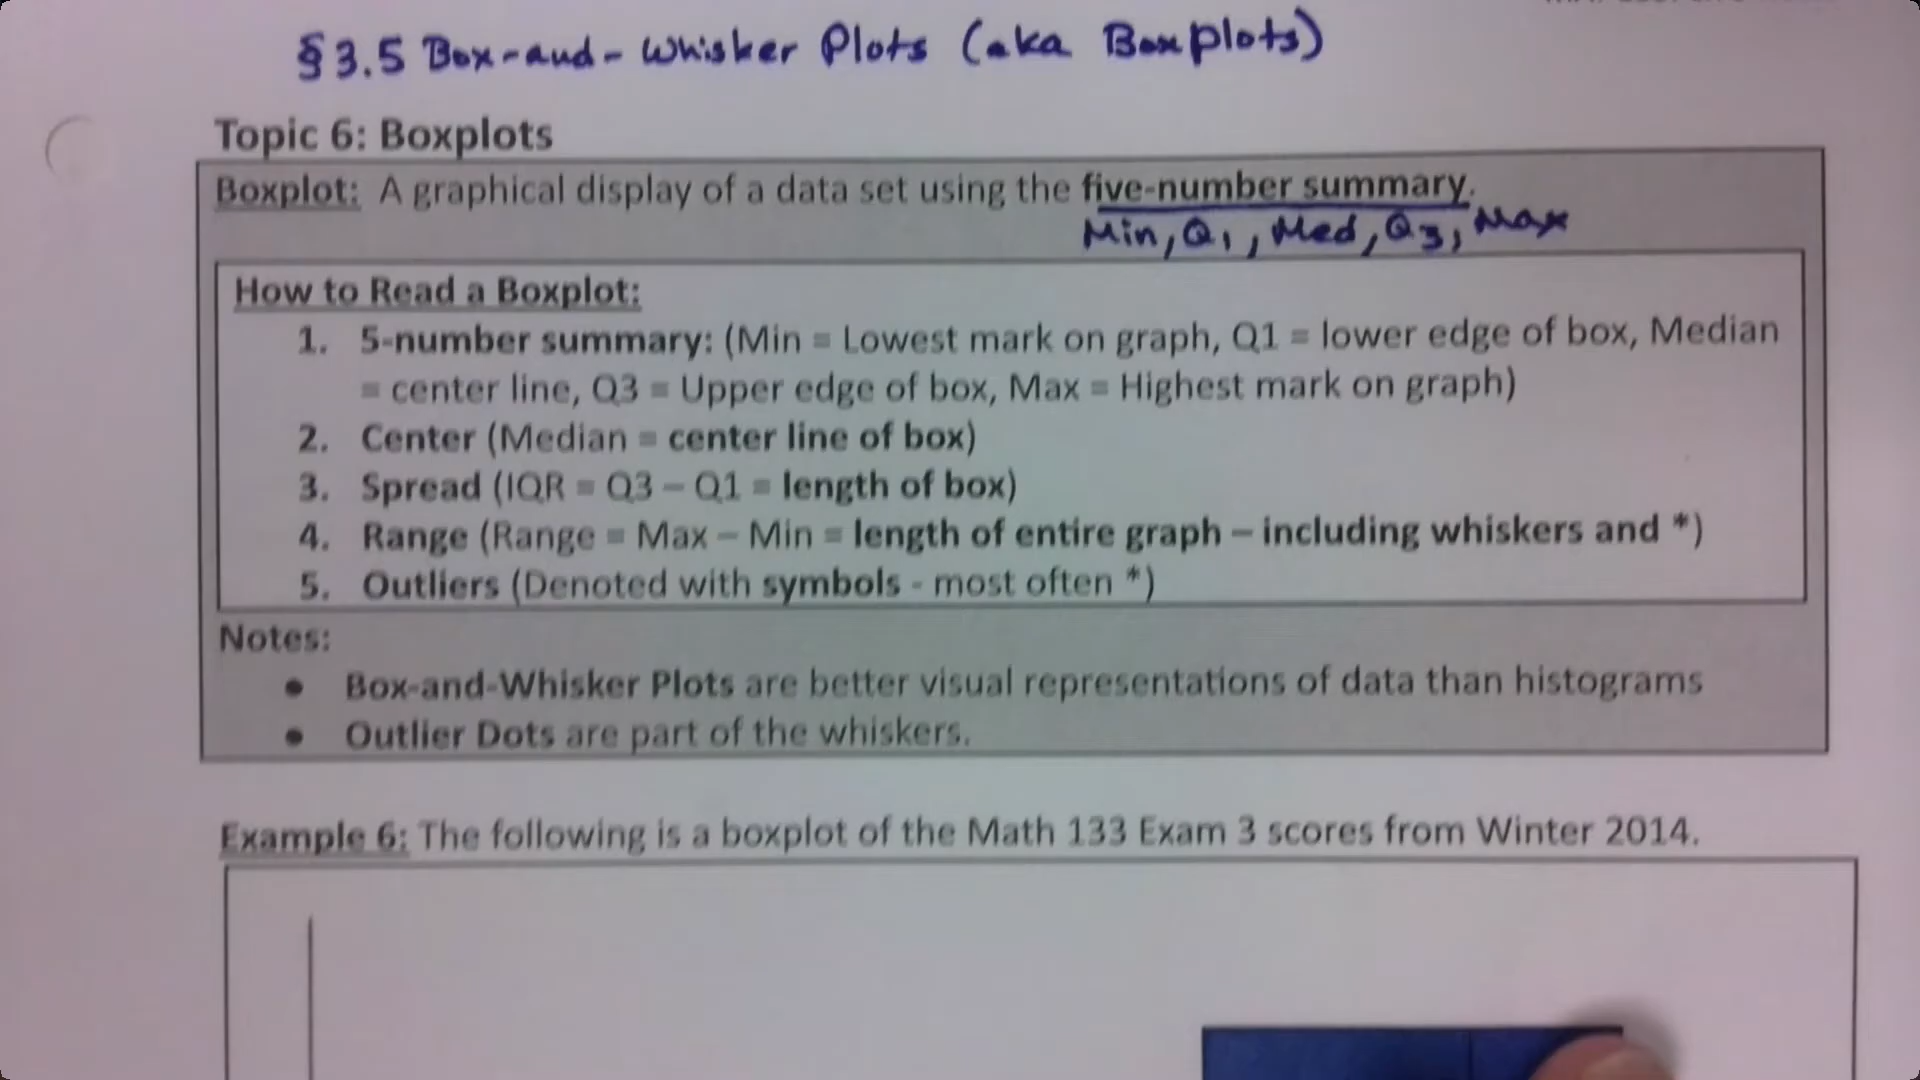 §3.5 Box-and-Whisker Plots (aka Boxplots)
Topic 6: Boxplots
Boxplot: A graphical display of a data set using the five-number summary.
Min, Q1, Med, Q3, Max
How to Read a Boxplot:
1. 5-number summary: (Min = Lowest mark on graph, Q1 = lower edge of box, Median
= center line, Q3 = Upper edge of box, Max = Highest mark on graph)
2. Center (Median = center line of box)
3. Spread (IQR = Q3 – Q1 = length of box)
4. Range (Range = Max – Min = length of entire graph – including whiskers and *)
5. Outliers (Denoted with symbols - most often *)
Notes:
• Box-and-Whisker Plots are better visual representations of data than histograms
• Outlier Dots are part of the whiskers.
Example 6: The following is a boxplot of the Math 133 Exam 3 scores from Winter 2014.